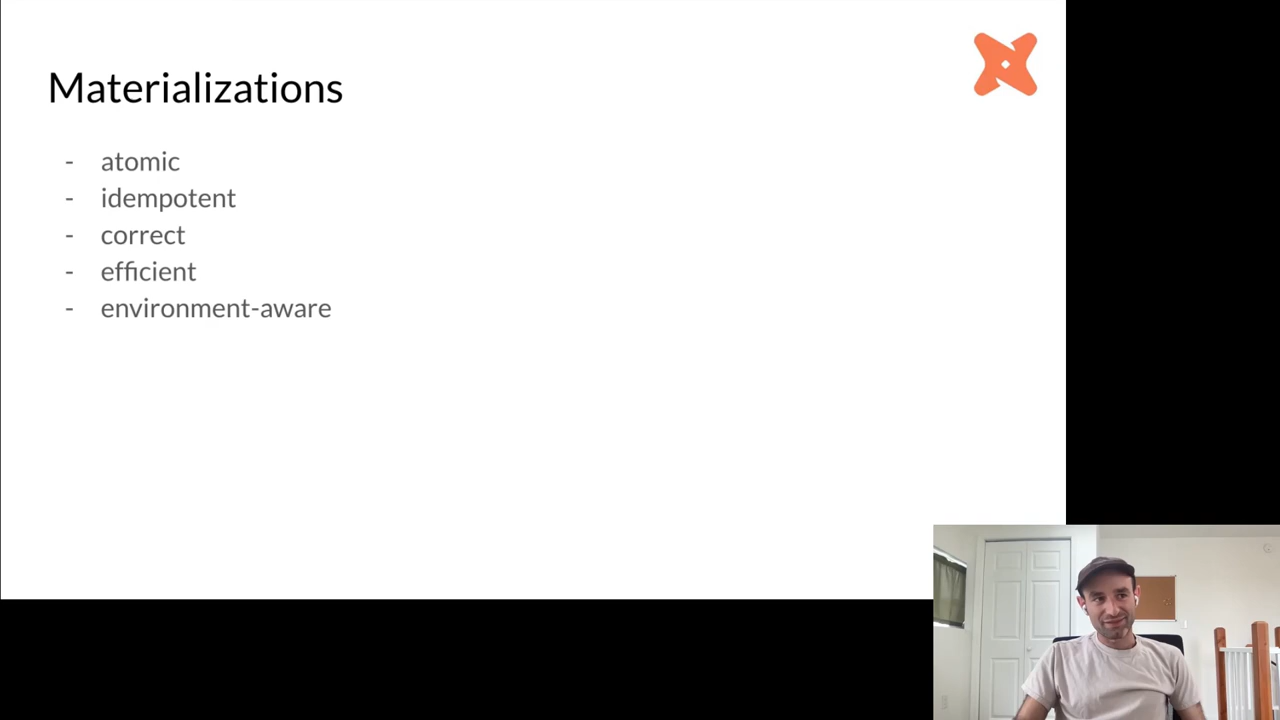 Materializations
- atomic
- idempotent
- correct
- efficient
- environment-aware